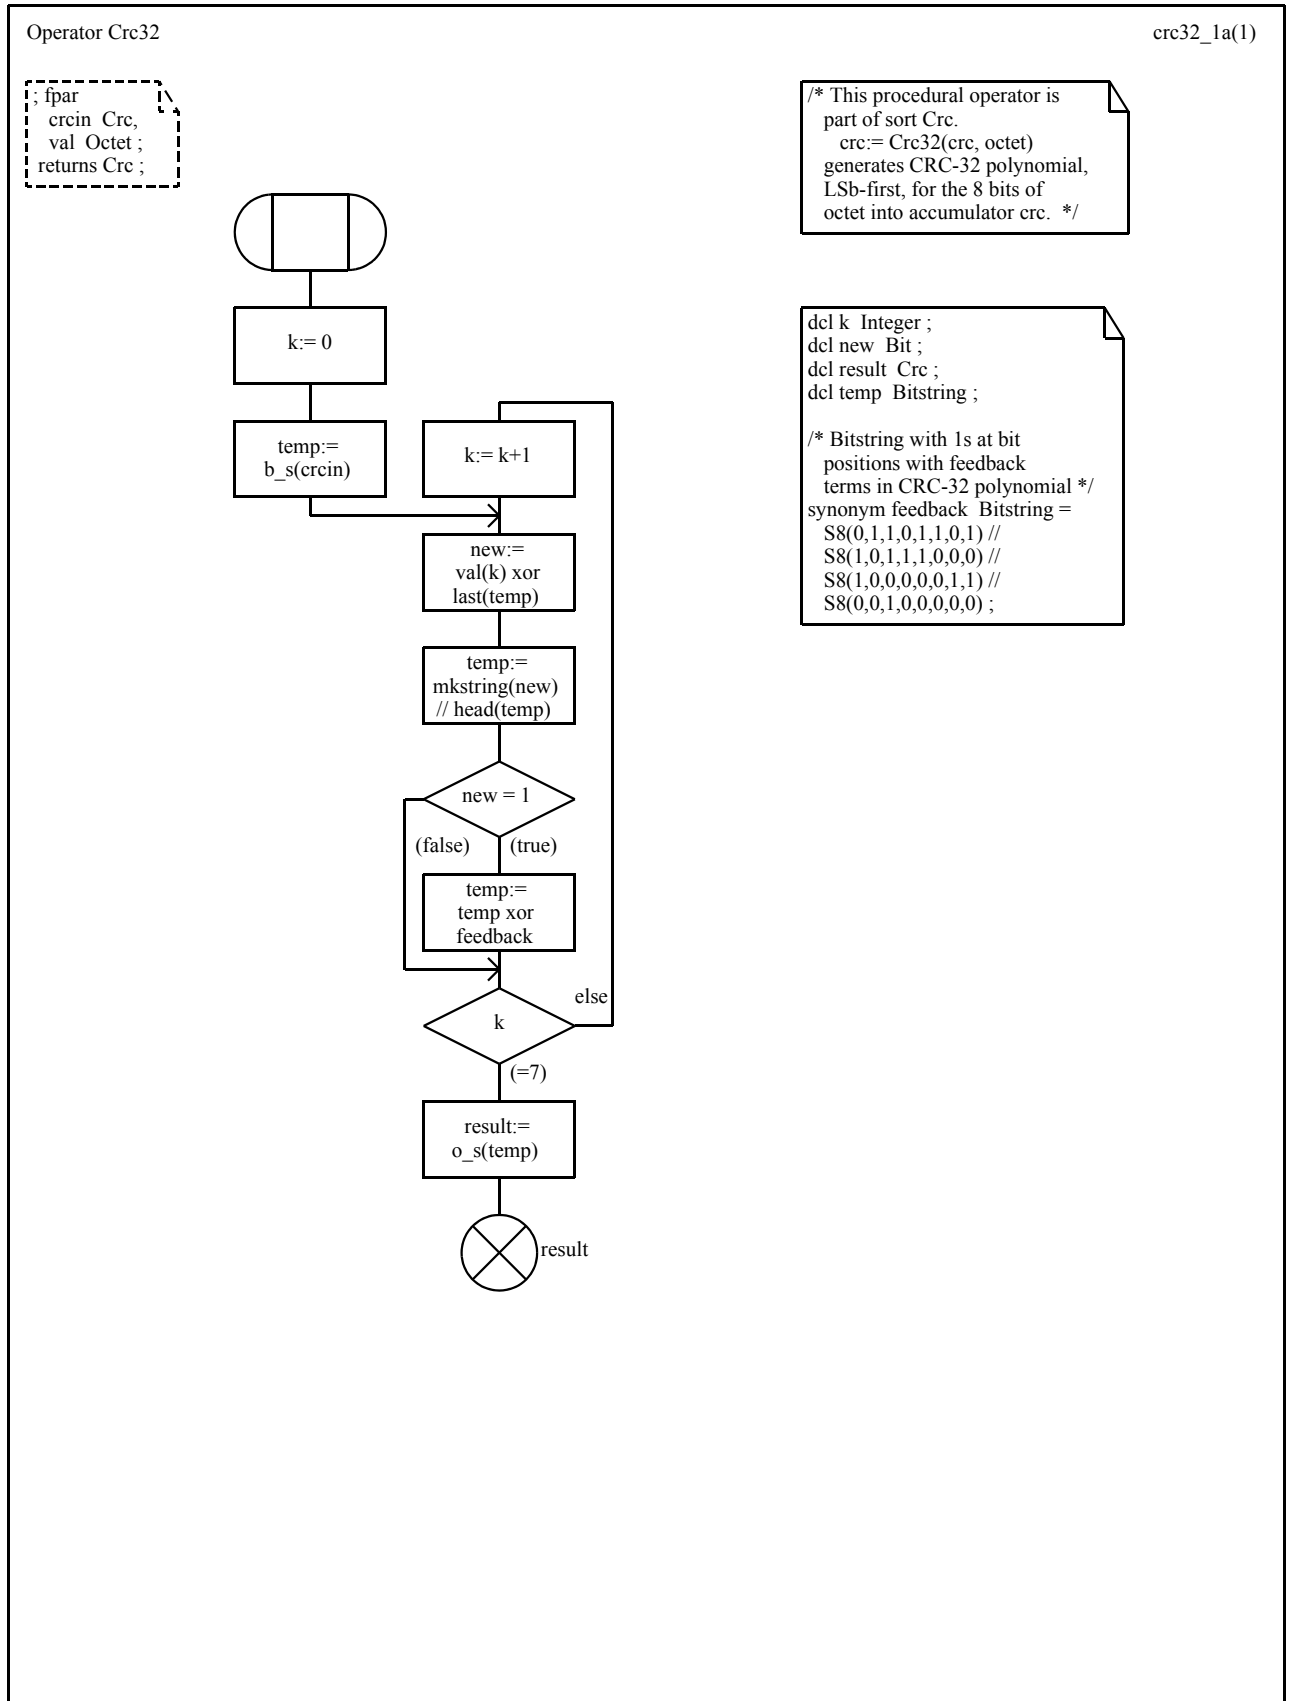 Operator Crc32
crc32_1a(1)
; fpar
crcin  Crc,
val  Octet ;
returns Crc ;
/* This procedural operator is
part of sort Crc.
crc:= Crc32(crc, octet)
generates CRC-32 polynomial,
LSb-first, for the 8 bits of
octet into accumulator crc.  */
k:= 0
temp:=
b_s(crcin)
k:= k+1
dcl k  Integer ;
dcl new  Bit ;
dcl result  Crc ;
dcl temp  Bitstring ;
/* Bitstring with 1s at bit
positions with feedback
terms in CRC-32 polynomial */
synonym feedback  Bitstring =
S8(0,1,1,0,1,1,0,1) //
S8(1,0,1,1,1,0,0,0) //
S8(1,0,0,0,0,0,1,1) //
S8(0,0,1,0,0,0,0,0) ;
new:=
val(k) xor
last(temp)
temp:=
mkstring(new)
// head(temp)
new = 1
(false)
(true)
temp:=
temp xor
feedback
else
k
(=7)
result:=
o_s(temp)
result